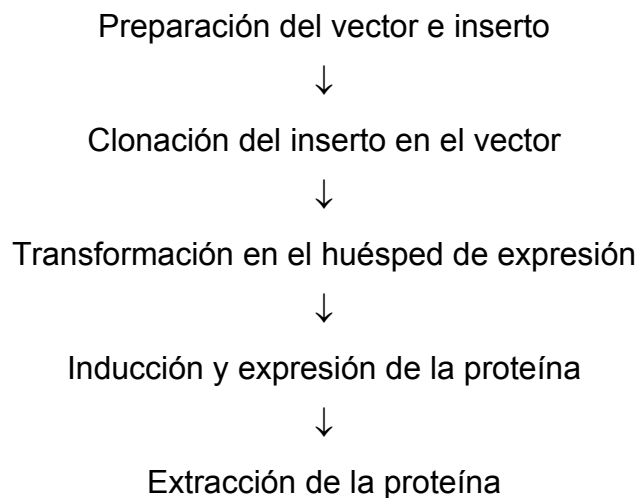 Preparación del vector e inserto
↓
Clonación del inserto en el vector
↓
Transformación en el huésped de expresión
↓
Inducción y expresión de la proteína
↓
Extracción de la proteína